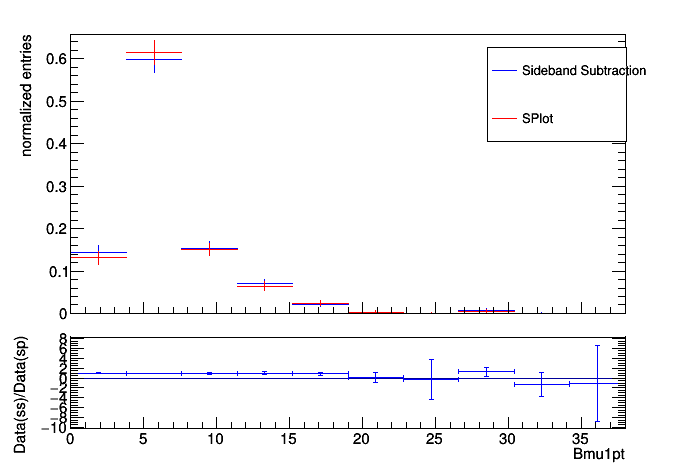 normalized entries
0.6
0.5
0.4
0.3
0.2
0.1
0
Sideband Subtraction
SPlot
Data(ss)/Data(sp)
8
6
4
2
0
−2
−4
−6
−8
−10
0 5 10 15 20 25 30 35
Bmu1pt